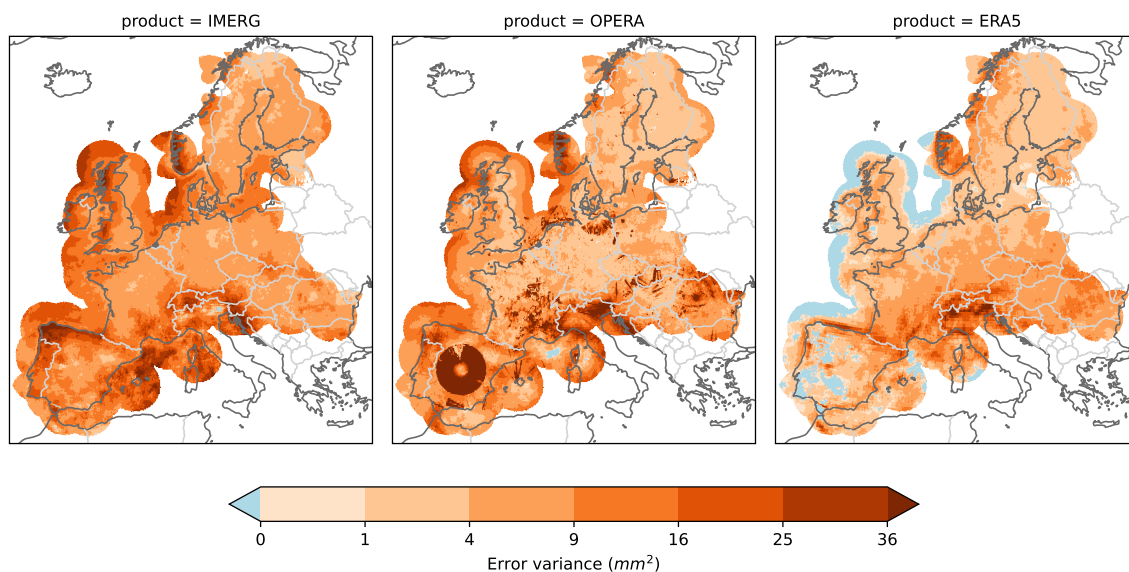 product = IMERG
product = OPERA
product = ERA5
0 1 4 9 16 25 36
Error variance (mm²)